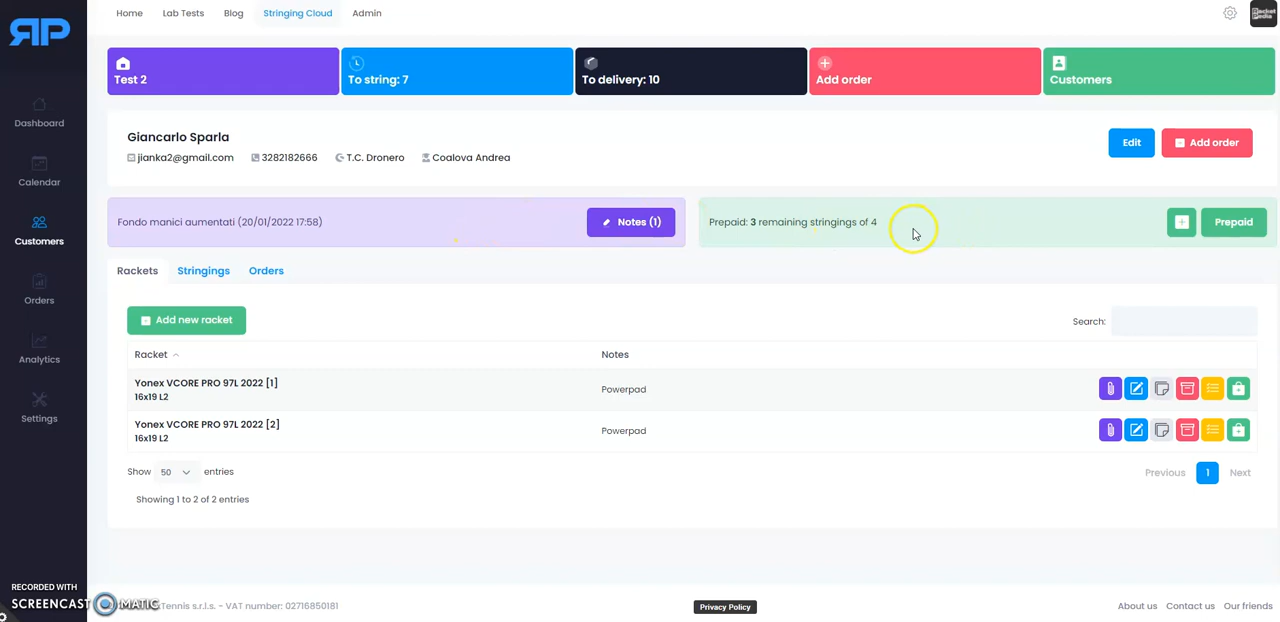 RP
Home Lab Tests Blog Stringing Cloud Admin
Racket Pedia
Test 2
To string: 7
To delivery: 10
Add order
Customers
Dashboard
Calendar
Customers
Orders
Analytics
Settings
Giancarlo Sparla
jianka2@gmail.com 3282182666 T.C. Dronero Coalova Andrea
Edit
Add order
Fondo manici aumentati (20/01/2022 17:58)
Notes (1)
Prepaid: 3 remaining stringings of 4
Prepaid
Rackets Stringings Orders
Add new racket
Search:
Racket Notes
Yonex VCORE PRO 97L 2022 [1]
16x19 L2
Powerpad
Yonex VCORE PRO 97L 2022 [2]
16x19 L2
Powerpad
Show 50 entries
Previous 1 Next
Showing 1 to 2 of 2 entries
RECORDED WITH
SCREENCAST MATIC
Tennis s.r.l.s. - VAT number: 02716850181
Privacy Policy
About us Contact us Our friends